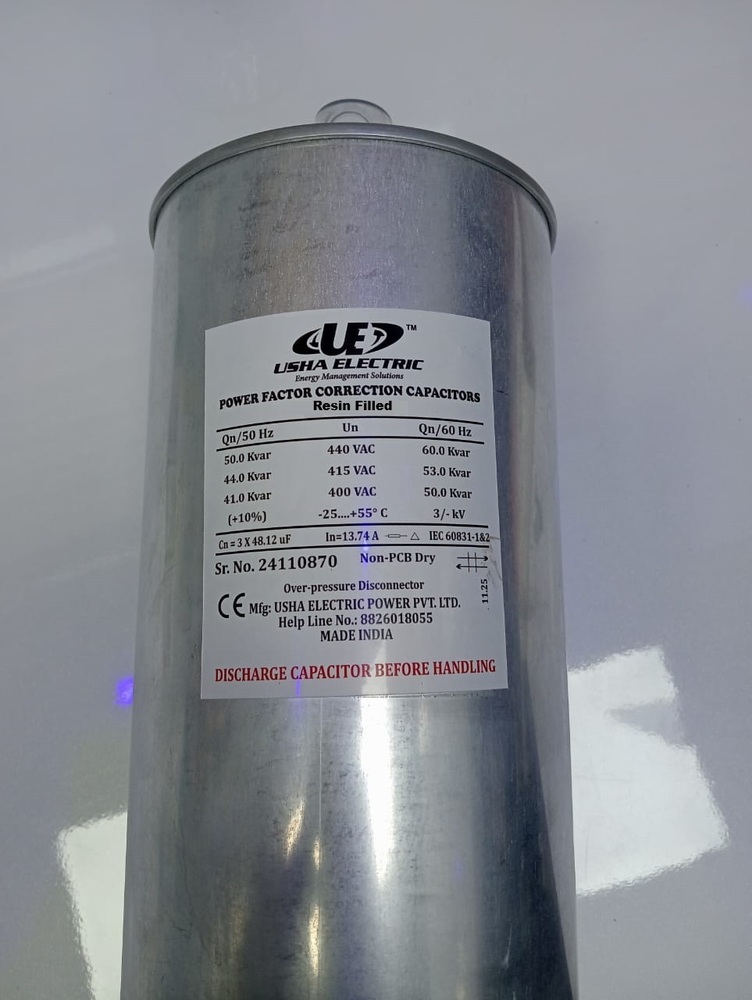 UE ™
USHA ELECTRIC
Energy Management Solutions
POWER FACTOR CORRECTION CAPACITORS
Resin Filled
Qn/50 Hz Un Qn/60 Hz
50.0 Kvar 440 VAC 60.0 Kvar
44.0 Kvar 415 VAC 53.0 Kvar
41.0 Kvar 400 VAC 50.0 Kvar
(+10%) -25....+55° C 3/- kV
Cn = 3 X 48.12 uF In=13.74 A △ IEC 60831-1&2
Sr. No. 24110870 Non-PCB Dry
Over-pressure Disconnector
11.25
CE Mfg: USHA ELECTRIC POWER PVT. LTD.
Help Line No.: 8826018055
MADE INDIA
DISCHARGE CAPACITOR BEFORE HANDLING